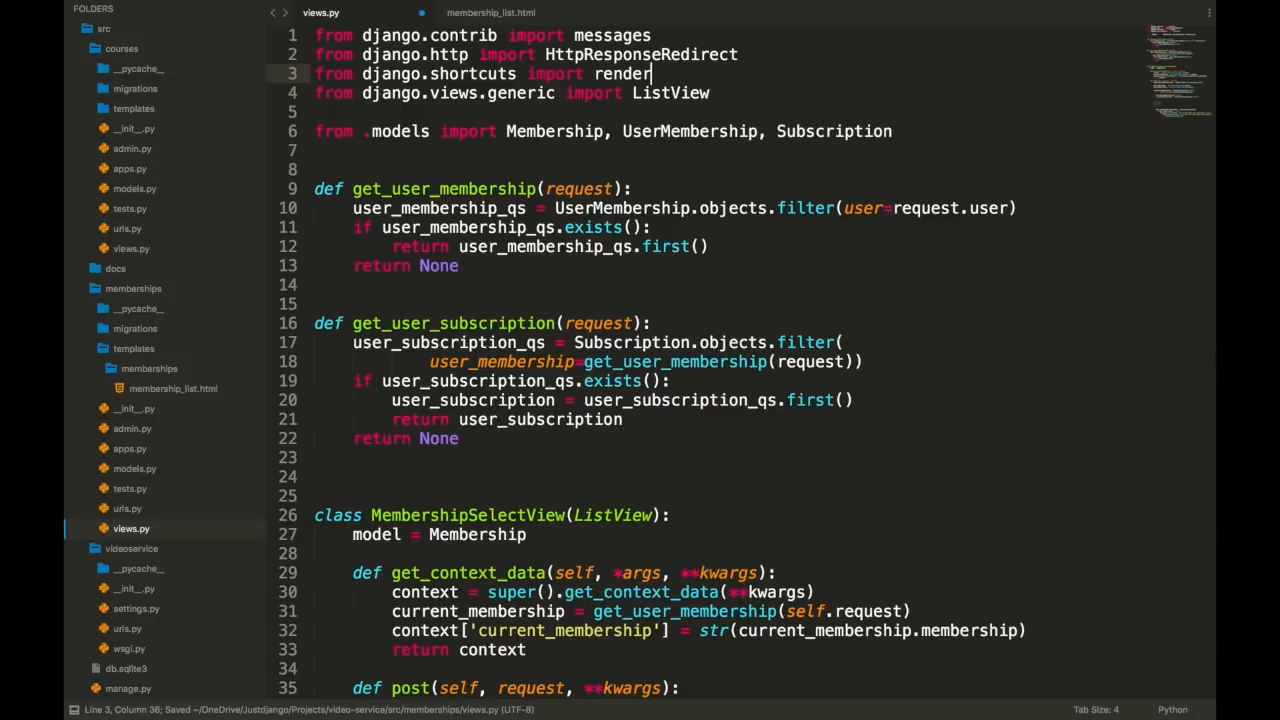 FOLDERS
src
courses
__pycache__
migrations
templates
__init__.py
admin.py
apps.py
models.py
tests.py
urls.py
views.py
docs
memberships
__pycache__
migrations
templates
memberships
membership_list.html
__init__.py
admin.py
apps.py
models.py
tests.py
urls.py
views.py
videoservice
__pycache__
__init__.py
settings.py
urls.py
wsgi.py
db.sqlite3
manage.py
views.py
membership_list.html
1 from django.contrib import messages
2 from django.http import HttpResponseRedirect
3 from django.shortcuts import render
4 from django.views.generic import ListView
5
6 from .models import Membership, UserMembership, Subscription
7
8
9 def get_user_membership(request):
10     user_membership_qs = UserMembership.objects.filter(user=request.user)
11     if user_membership_qs.exists():
12         return user_membership_qs.first()
13     return None
14
15
16 def get_user_subscription(request):
17     user_subscription_qs = Subscription.objects.filter(
18             user_membership=get_user_membership(request))
19     if user_subscription_qs.exists():
20         user_subscription = user_subscription_qs.first()
21         return user_subscription
22     return None
23
24
25
26 class MembershipSelectView(ListView):
27     model = Membership
28
29     def get_context_data(self, *args, **kwargs):
30         context = super().get_context_data(**kwargs)
31         current_membership = get_user_membership(self.request)
32         context['current_membership'] = str(current_membership.membership)
33         return context
34
35     def post(self, request, **kwargs):
Line 3, Column 36; Saved ~/OneDrive/Justdjango/Projects/video-service/src/memberships/views.py (UTF-8)
Tab Size: 4
Python